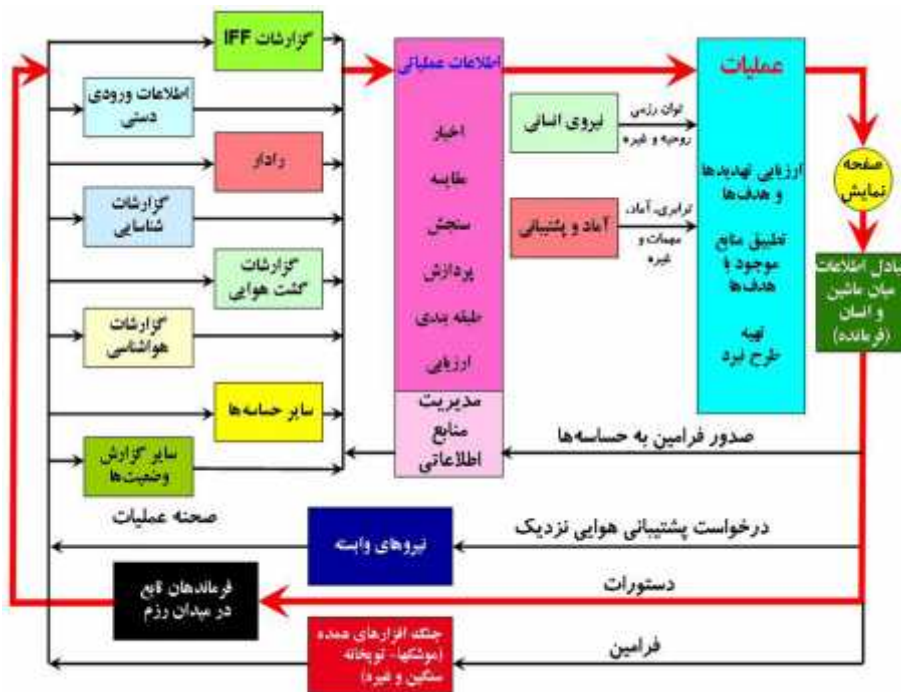 گزارشات IFF
اطلاعات ورودی
دستی
رادار
گزارشات
شناسایی
گزارشات
گشت هوایی
گزارشات
هواشناسی
سایر حساسه‌ها
سایر گزارش
وضعیت‌ها
صحنه عملیات
اطلاعات عملیاتی
اخبار
مقایسه
سنجش
پردازش
طبقه بندی
ارزیابی
مدیریت
منابع
اطلاعاتی
نیروی انسانی
توان رزمی
روحیه و غیره
آماد و پشتیبانی
ترابری، آماد،
مهمات و
غیره
عملیات
ارزیابی تهدیدها
و هدف‌ها
تطبیق منابع
موجود با
هدف‌ها
تهیه
طرح نبرد
صفحه
نمایش
تبادل اطلاعات
میان ماشین
و انسان
(فرمانده)
صدور فرامین به حساسه‌ها
درخواست پشتیبانی هوایی نزدیک
نیروهای وابسته
دستورات
فرماندهان تابع
در میدان رزم
فرامین
جنگ افزارهای عمده
(موشکها- توپخانه
سنگین و غیره)